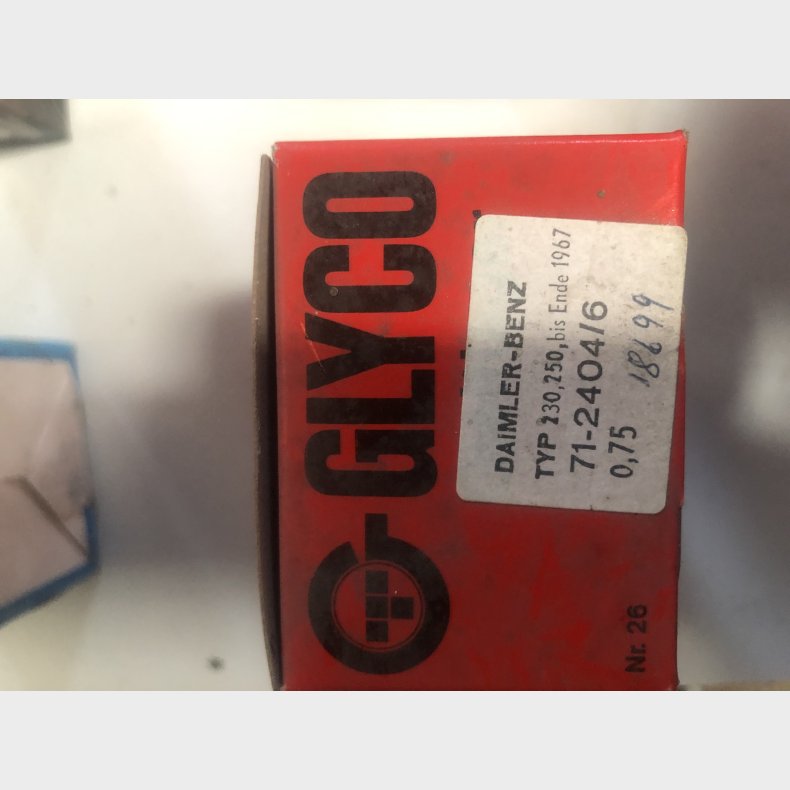 GLYCO
DAIMLER-BENZ
TYP 230,250,bis Ende 1967
71-2404/6
0,75
18699
Nr. 26